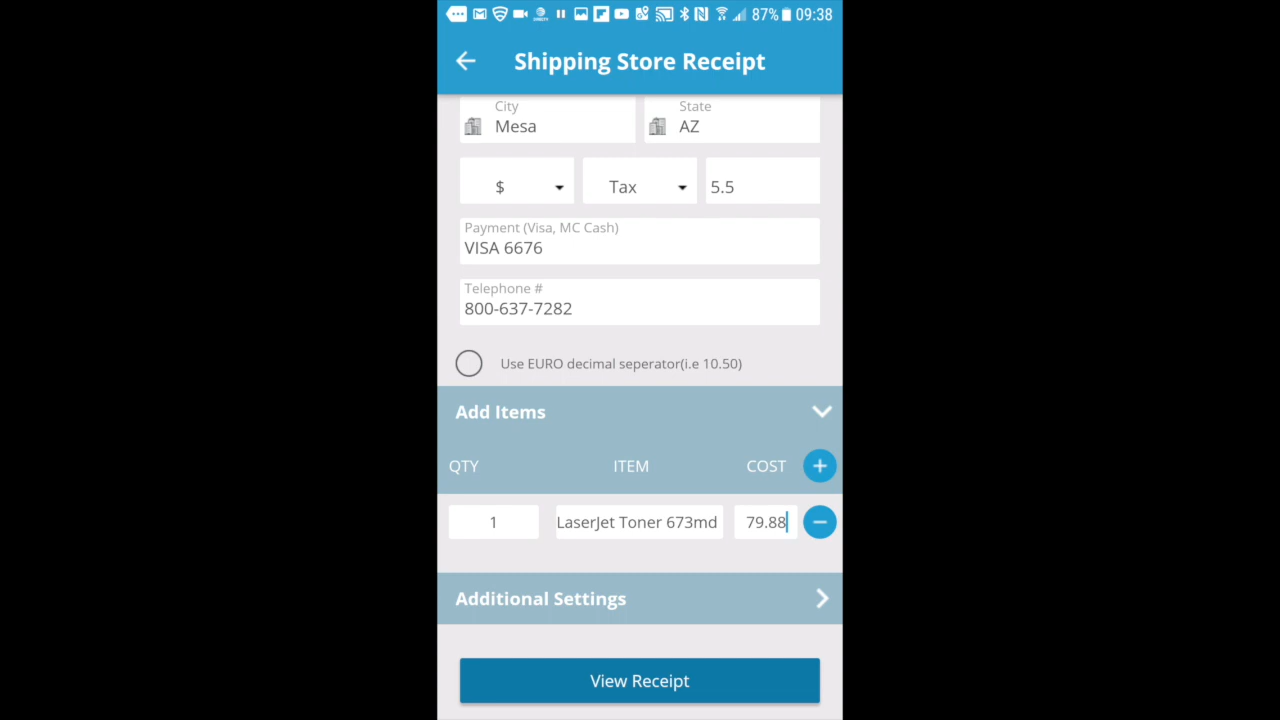 87% 09:38
Shipping Store Receipt
City State
Mesa AZ
$ Tax 5.5
Payment (Visa, MC Cash)
VISA 6676
Telephone #
800-637-7282
Use EURO decimal seperator(i.e 10.50)
Add Items
QTY ITEM COST
1 LaserJet Toner 673md 79.88
Additional Settings
View Receipt